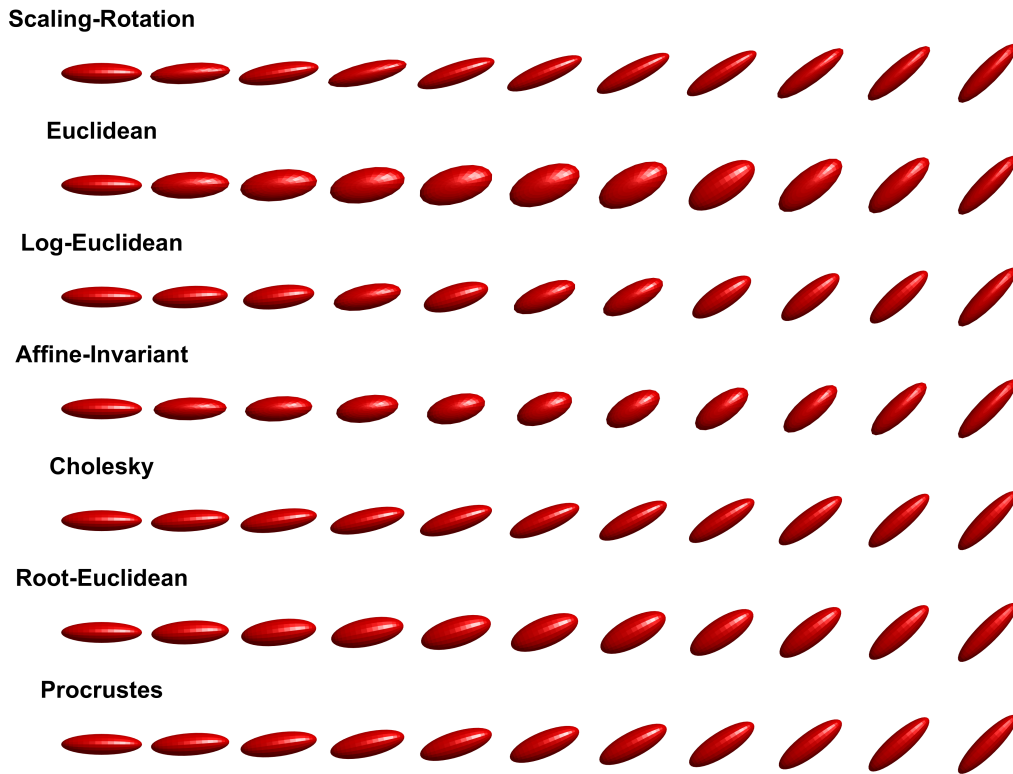 Scaling-Rotation
Euclidean
Log-Euclidean
Affine-Invariant
Cholesky
Root-Euclidean
Procrustes